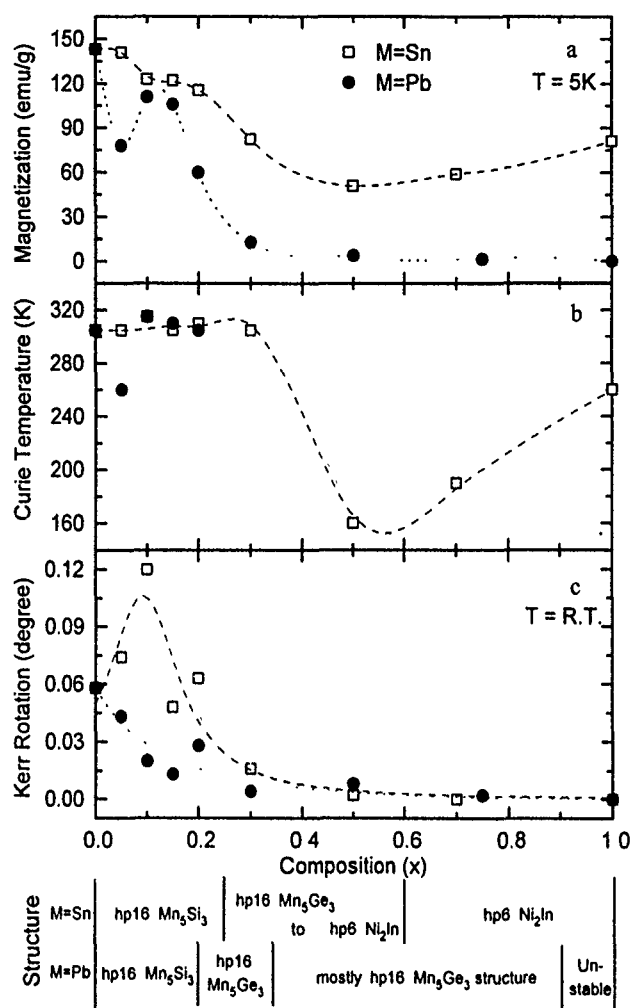 150
120
90
60
30
0
Magnetization (emu/g)
M=Sn
M=Pb
a
T = 5K
320
280
240
200
160
Curie Temperature (K)
b
0.12
0.09
0.06
0.03
0.00
Kerr Rotation (degree)
c
T = R.T.
0.0 0.2 0.4 0.6 0.8 1.0
Composition (x)
Structure
M=Sn
hp16 Mn5Si3
hp16 Mn5Ge3
to hp6 Ni2In
hp6 Ni2In
M=Pb
hp16 Mn5Si3
hp16
Mn5Ge3
mostly hp16 Mn5Ge3 structure
Un-
stable